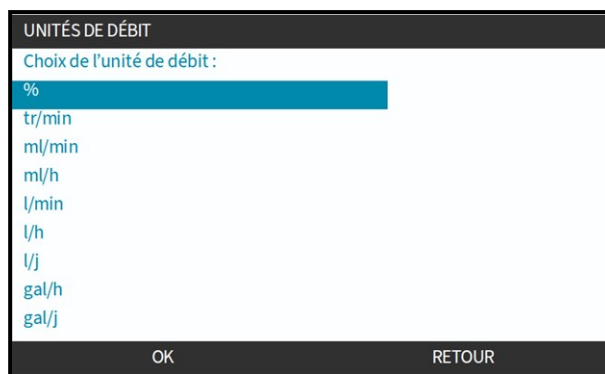 UNITÉS DE DÉBIT
Choix de l’unité de débit :
%
tr/min
ml/min
ml/h
l/min
l/h
l/j
gal/h
gal/j
OK RETOUR